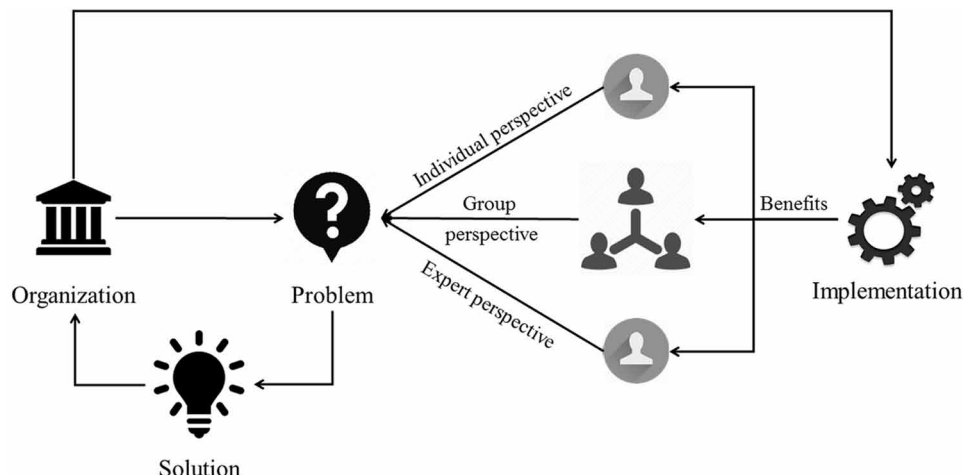 Individual perspective
Group
perspective
Benefits
Expert perspective
Organization
Problem
Implementation
Solution